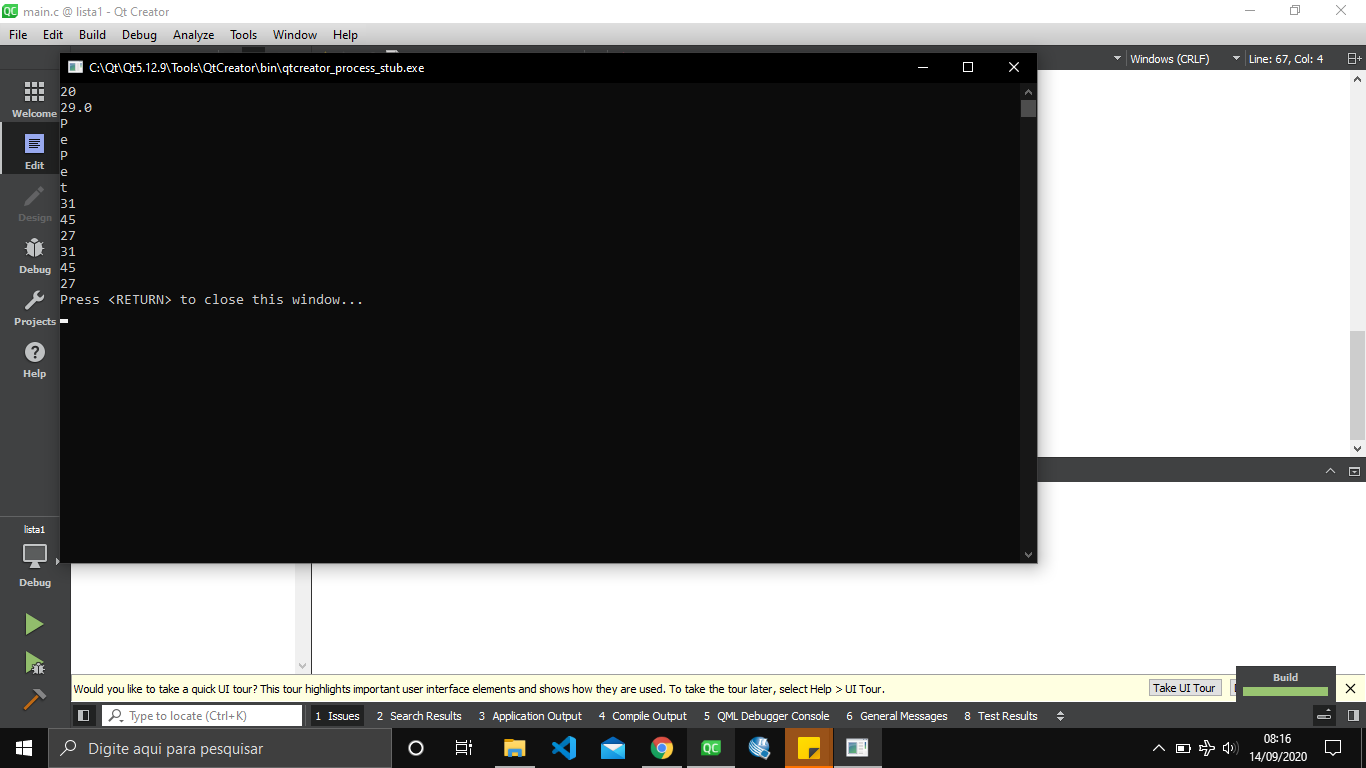 main.c @ lista1 - Qt Creator
File Edit Build Debug Analyze Tools Window Help
C:\Qt\Qt5.12.9\Tools\QtCreator\bin\qtcreator_process_stub.exe
Windows (CRLF) Line: 67, Col: 4
20
29.0
P
e
P
e
t
31
45
27
31
45
27
Press <RETURN> to close this window...
Welcome
Edit
Design
Debug
Projects
Help
lista1
Debug
Would you like to take a quick UI tour? This tour highlights important user interface elements and shows how they are used. To take the tour later, select Help > UI Tour.
Take UI Tour
Build
Type to locate (Ctrl+K)
1 Issues 2 Search Results 3 Application Output 4 Compile Output 5 QML Debugger Console 6 General Messages 8 Test Results
Digite aqui para pesquisar
QC
08:16
14/09/2020